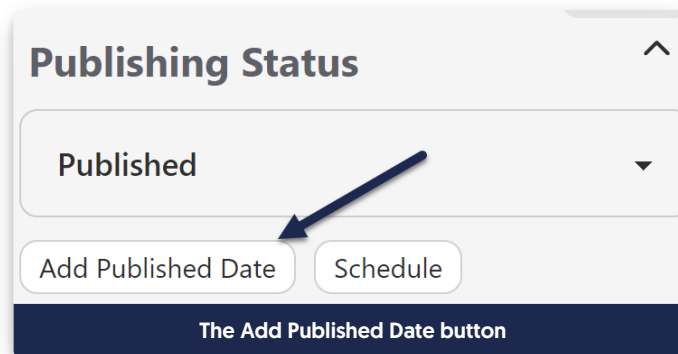 Publishing Status
Published
Add Published Date Schedule
The Add Published Date button